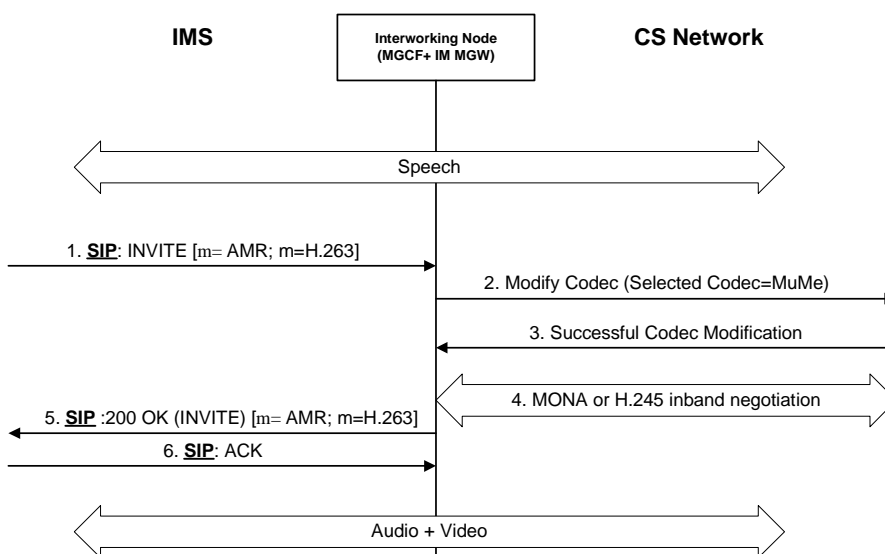 IMS
Interworking Node
(MGCF+ IM MGW)
CS Network
Speech
1. SIP: INVITE [m= AMR; m=H.263]
2. Modify Codec (Selected Codec=MuMe)
3. Successful Codec Modification
4. MONA or H.245 inband negotiation
5. SIP :200 OK (INVITE) [m= AMR; m=H.263]
6. SIP: ACK
Audio + Video